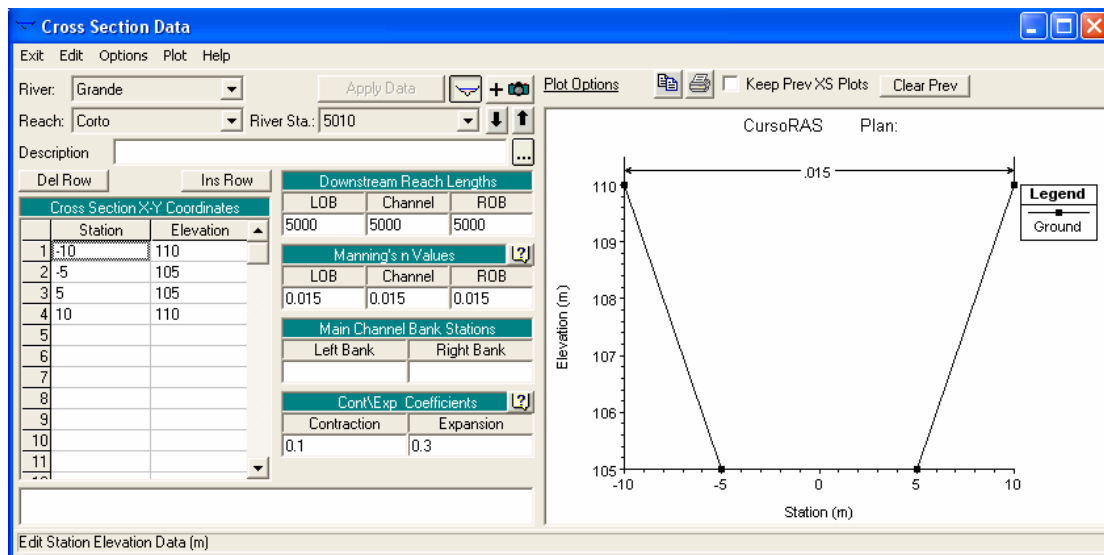 Cross Section Data
Exit Edit Options Plot Help
River: Grande Apply Data +
Reach: Corto River Sta.: 5010
Description ...
Del Row Ins Row
Cross Section X-Y Coordinates
Station Elevation
1 -10 110
2 -5 105
3 5 105
4 10 110
5
6
7
8
9
10
11
Downstream Reach Lengths
LOB Channel ROB
5000 5000 5000
Manning's n Values ?
LOB Channel ROB
0.015 0.015 0.015
Main Channel Bank Stations
Left Bank Right Bank
Cont\Exp Coefficients ?
Contraction Expansion
0.1 0.3
Plot Options Keep Prev XS Plots Clear Prev
CursoRAS Plan:
.015
110
109
108
107
106
105
Elevation (m)
-10 -5 0 5 10
Station (m)
Legend
Ground
Edit Station Elevation Data (m)